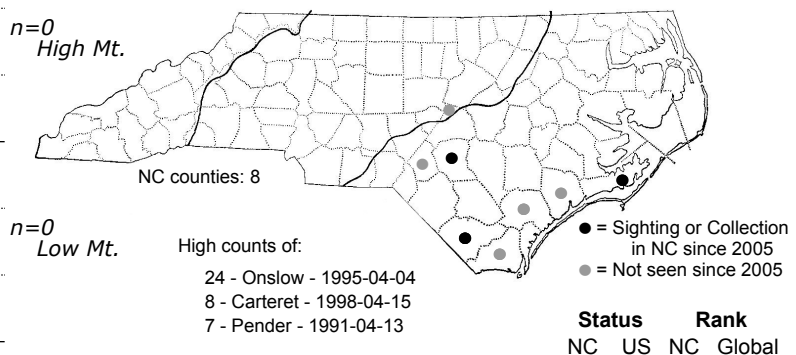 n=0
High Mt.
NC counties: 8
n=0
Low Mt.
High counts of:
24 - Onslow - 1995-04-04
8 - Carteret - 1998-04-15
7 - Pender - 1991-04-13
= Sighting or Collection
in NC since 2005
= Not seen since 2005
Status Rank
NC US NC Global